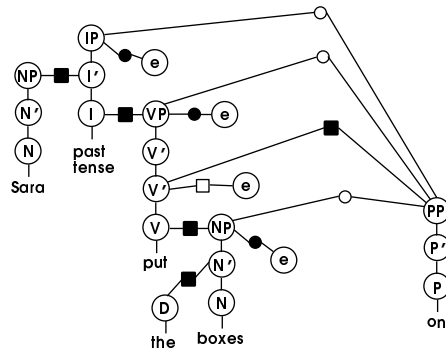 IP
e
NP I'
N' I VP e
N past tense V'
Sara
V' e
V NP PP
put e P'
N'
D N P
the boxes on